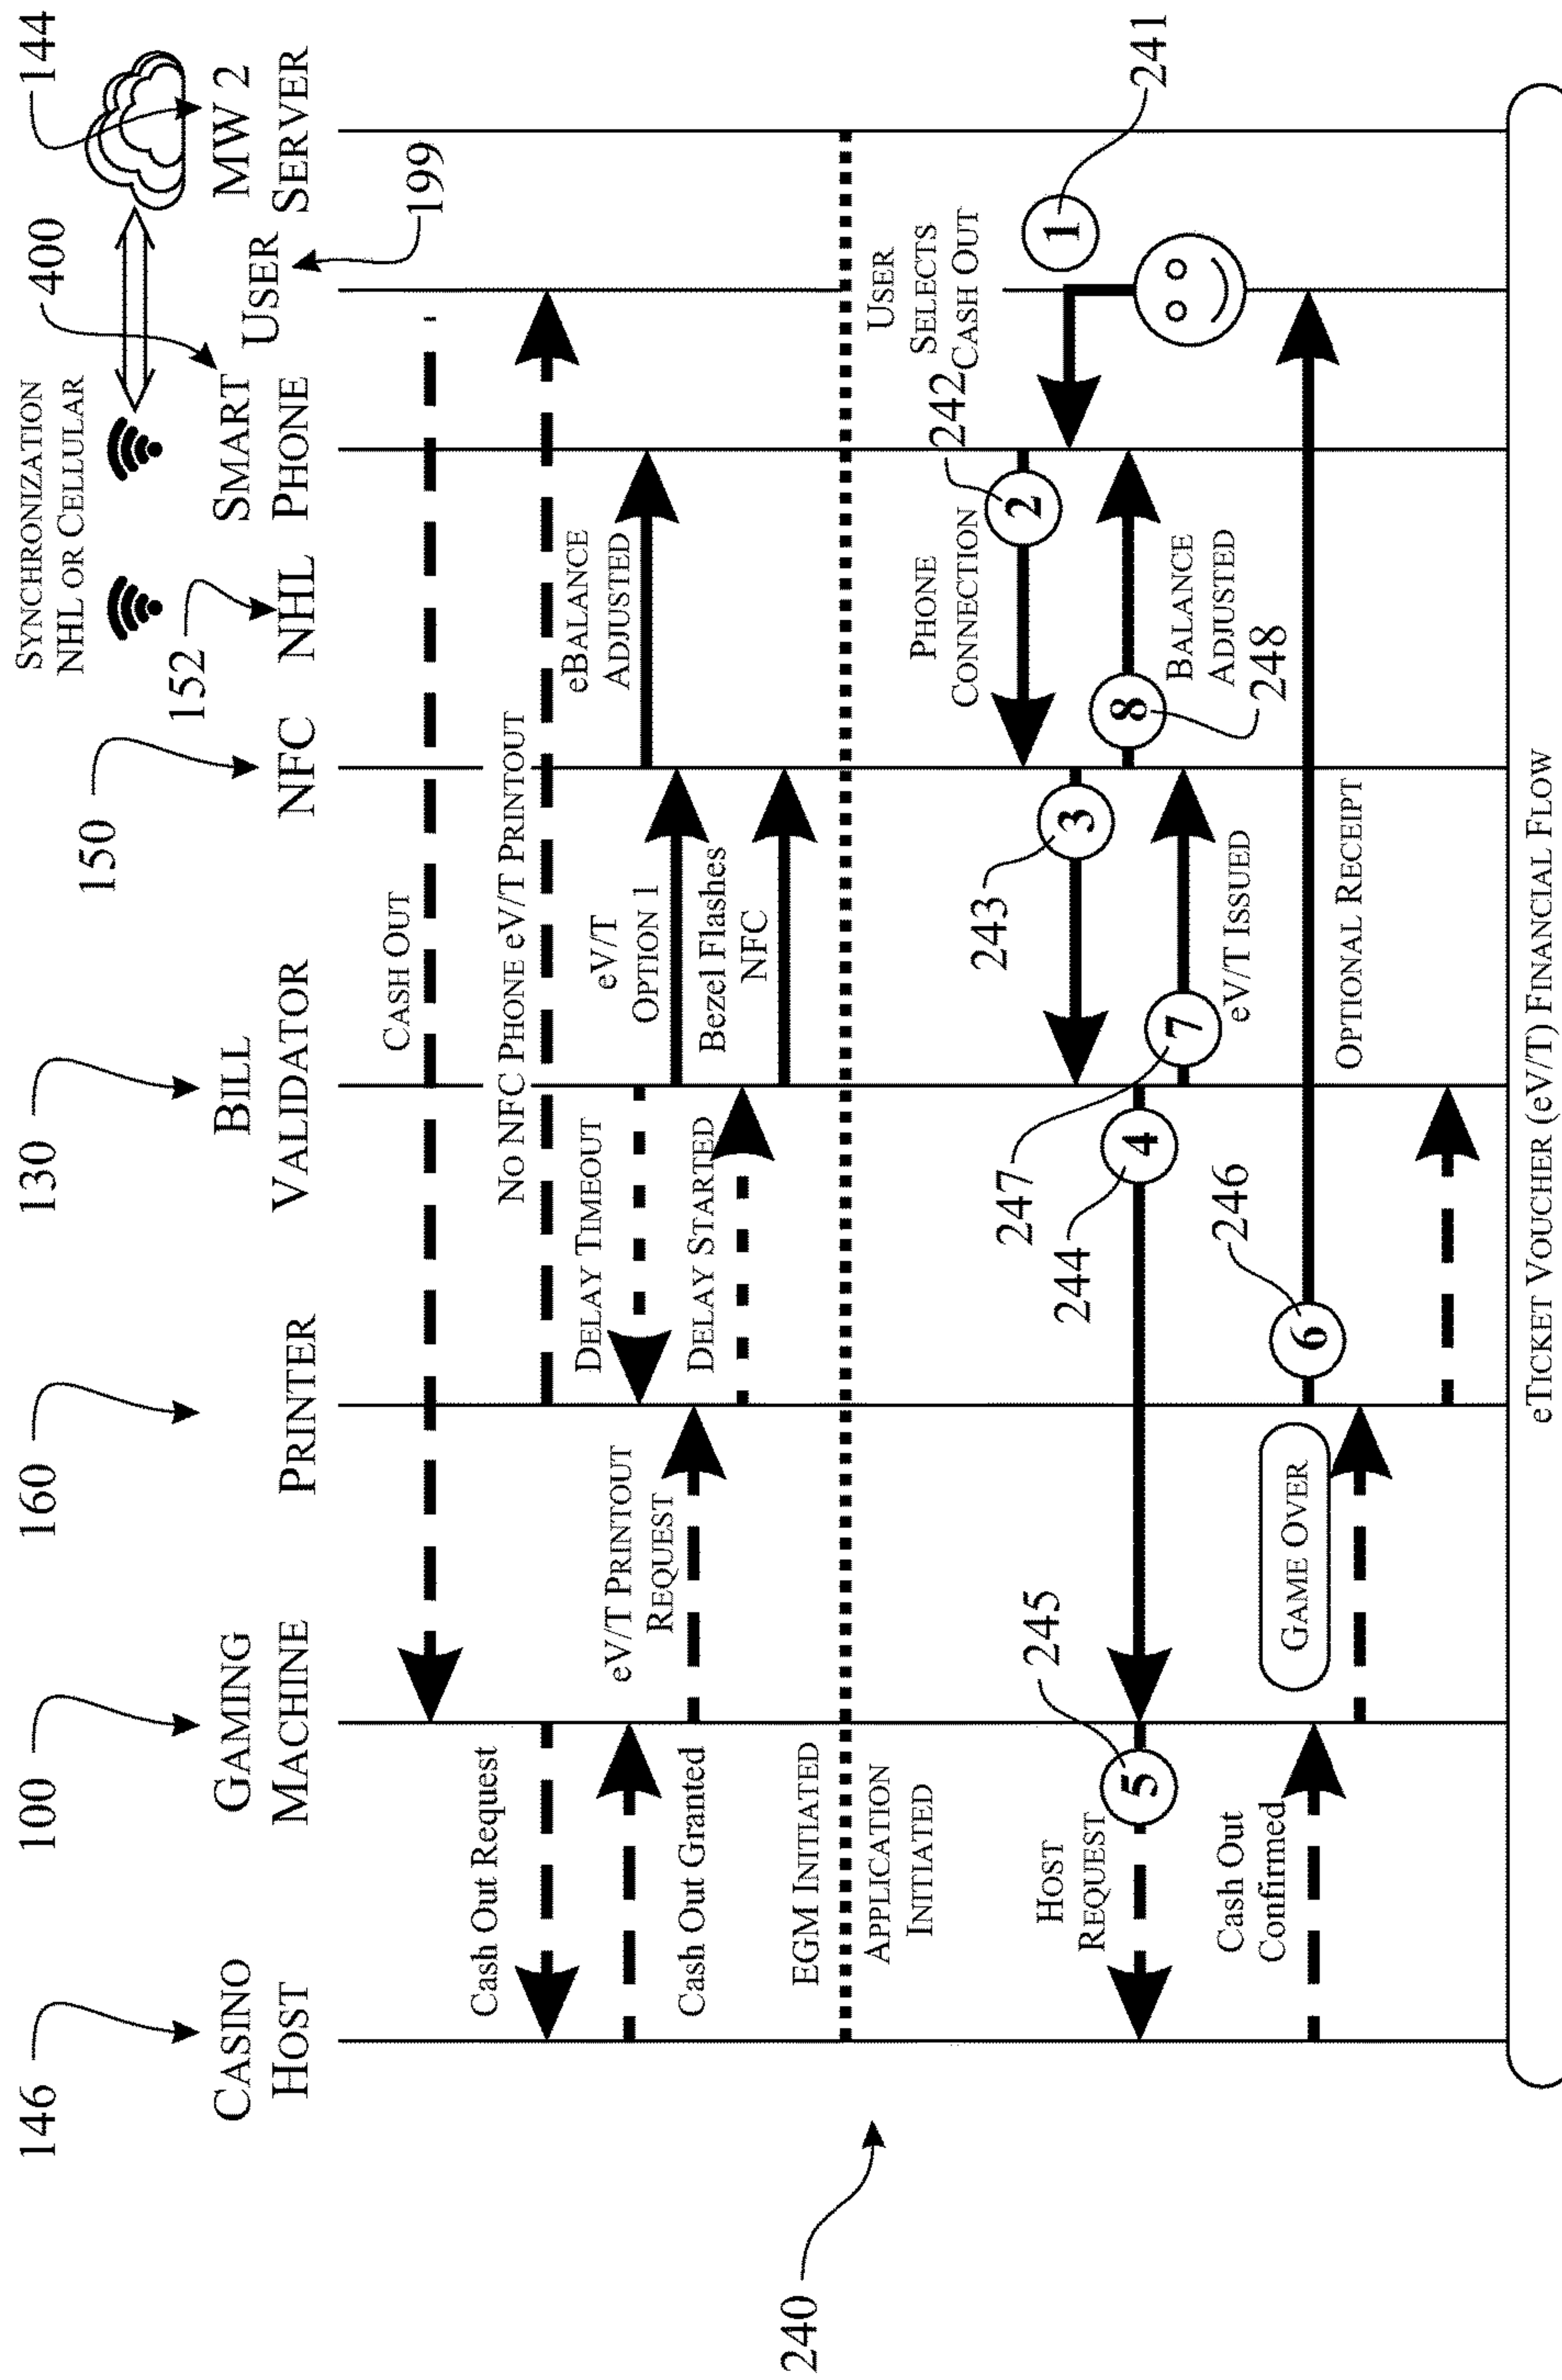 146
100
160
130
150
152
SYNCHRONIZATION
NHL OR CELLULAR
400
144
CASINO
HOST
GAMING
MACHINE
PRINTER
BILL
VALIDATOR
NFC
NHL
SMART
PHONE
USER
MW 2
SERVER
199
CASH OUT
Cash Out Request
NO NFC PHONE eV/T PRINTOUT
Cash Out Granted
eV/T PRINTOUT
REQUEST
DELAY TIMEOUT
DELAY STARTED
eV/T
OPTION 1
Bezel Flashes
NFC
eBALANCE
ADJUSTED
EGM INITIATED
240
APPLICATION
INITIATED
USER
SELECTS
CASH OUT
242
PHONE
CONNECTION
2
1
241
243
3
HOST
REQUEST
245
5
244
4
247
7
eV/T ISSUED
8
BALANCE
ADJUSTED
248
Cash Out
Confirmed
GAME OVER
246
6
OPTIONAL RECEIPT
eTICKET VOUCHER (eV/T) FINANCIAL FLOW